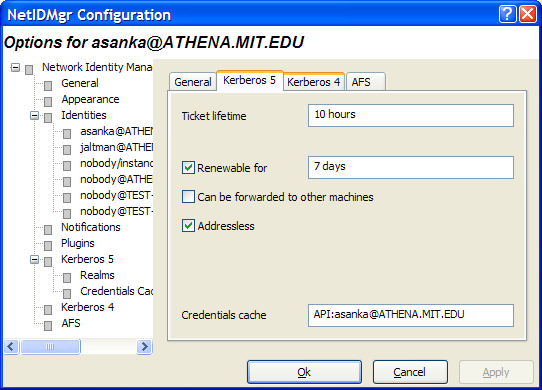 NetIDMgr Configuration
Options for asanka@ATHENA.MIT.EDU
Network Identity Mana
General
Appearance
Identities
asanka@ATHEN
jaltman@ATHE
nobody/instanc
nobody@ATHE
nobody@TEST-
nobody@TEST-
Notifications
Plugins
Kerberos 5
Realms
Credentials Cac
Kerberos 4
AFS
General
Kerberos 5
Kerberos 4
AFS
Ticket lifetime
10 hours
Renewable for
7 days
Can be forwarded to other machines
Addressless
Credentials cache
API:asanka@ATHENA.MIT.EDU
Ok
Cancel
Apply